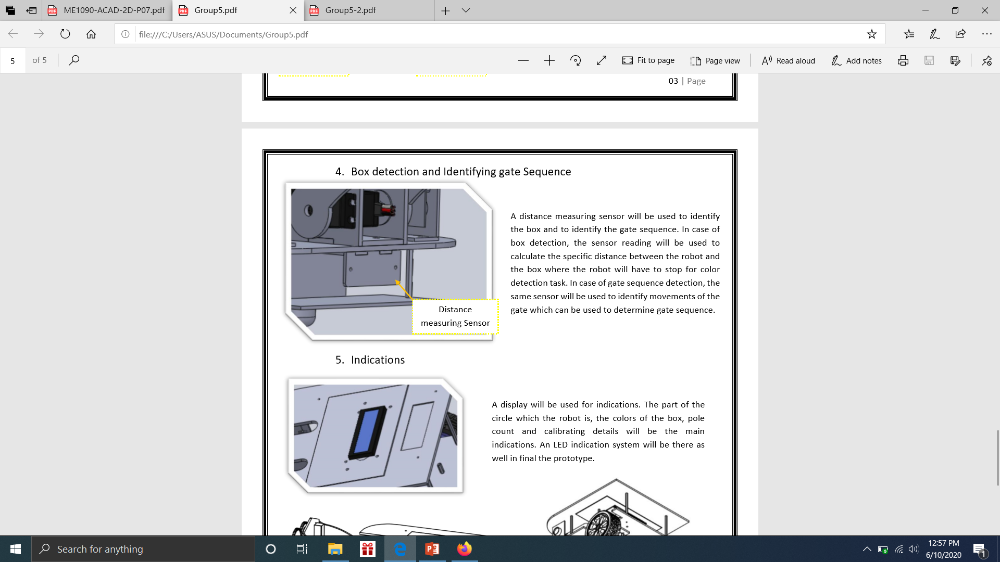 ME1090-ACAD-2D-P07.pdf
Group5.pdf
Group5-2.pdf
file:///C:/Users/ASUS/Documents/Group5.pdf
5 of 5
Fit to page
Page view
Read aloud
Add notes
03 | Page
4. Box detection and Identifying gate Sequence
A distance measuring sensor will be used to identify
the box and to identify the gate sequence. In case of
box detection, the sensor reading will be used to
calculate the specific distance between the robot and
the box where the robot will have to stop for color
detection task. In case of gate sequence detection, the
same sensor will be used to identify movements of the
gate which can be used to determine gate sequence.
Distance
measuring Sensor
5. Indications
A display will be used for indications. The part of the
circle which the robot is, the colors of the box, pole
count and calibrating details will be the main
indications. An LED indication system will be there as
well in final the prototype.
Search for anything
12:57 PM
6/10/2020
1